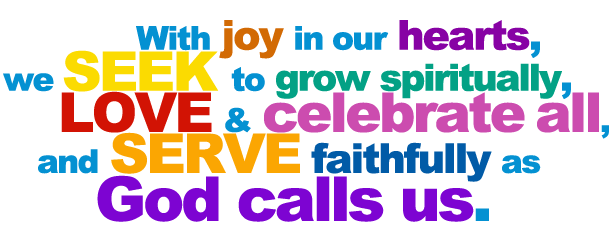 With joy in our hearts,
we SEEK to grow spiritually,
LOVE & celebrate all,
and SERVE faithfully as
God calls us.